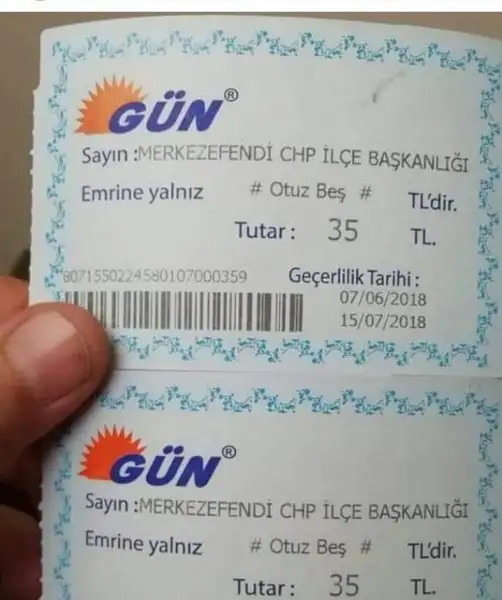 GÜN®
Sayın :MERKEZEFENDİ CHP İLÇE BAŞKANLIĞI
Emrine yalnız # Otuz Beş # TL'dir.
Tutar : 35 TL.
8071550224580107000359 Geçerlilik Tarihi :
07/06/2018
15/07/2018
GÜN®
Sayın :MERKEZEFENDİ CHP İLÇE BAŞKANLIĞI
Emrine yalnız # Otuz Beş # TL'dir.
Tutar : 35 TL.